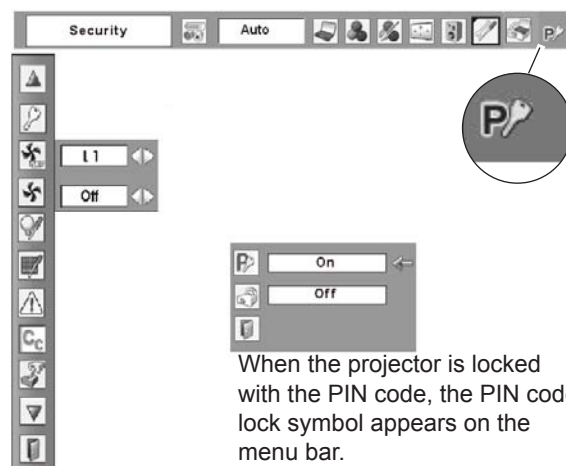 Security
Auto
P
P
L1
Off
P
On
Off
Cc
When the projector is locked
with the PIN code, the PIN code
lock symbol appears on the
menu bar.